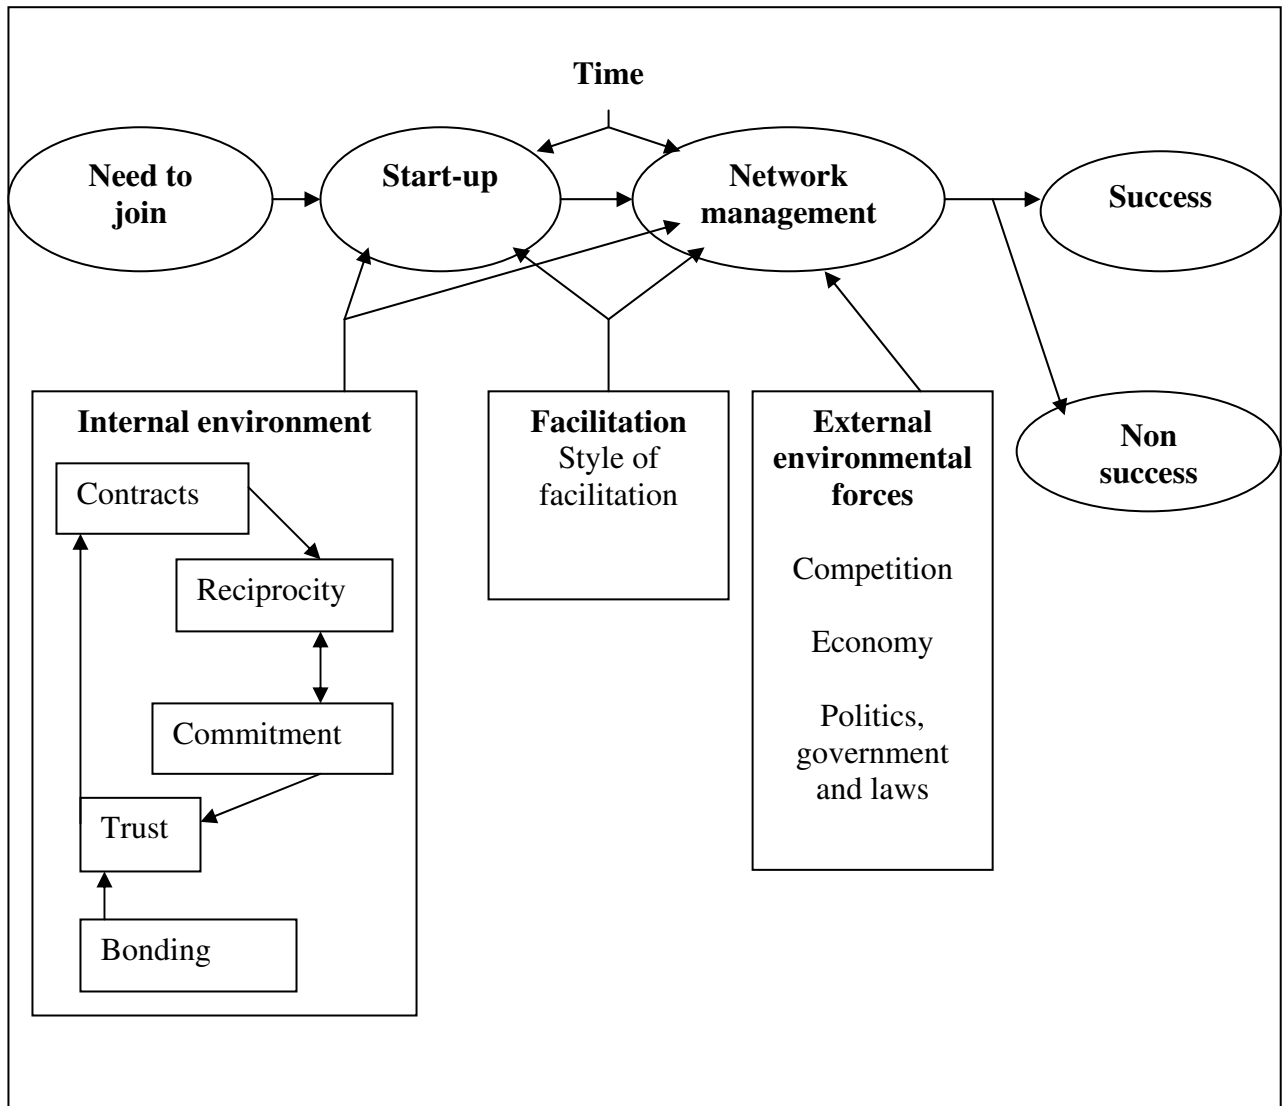 Time
Need to
join
Start-up
Network
management
Success
Internal environment
Contracts
Reciprocity
Commitment
Trust
Bonding
Facilitation
Style of
facilitation
External
environmental
forces
Competition
Economy
Politics,
government
and laws
Non
success